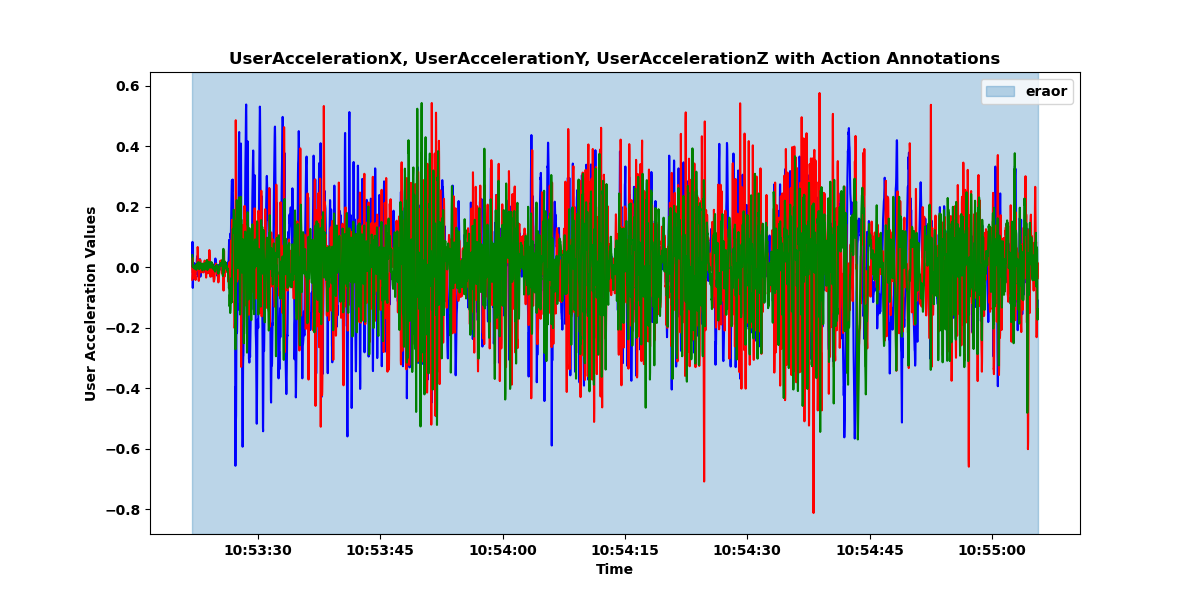 UserAccelerationX, UserAccelerationY, UserAccelerationZ with Action Annotations
eraor
User Acceleration Values
0.6
0.4
0.2
0.0
−0.2
−0.4
−0.6
−0.8
10:53:30 10:53:45 10:54:00 10:54:15 10:54:30 10:54:45 10:55:00
Time